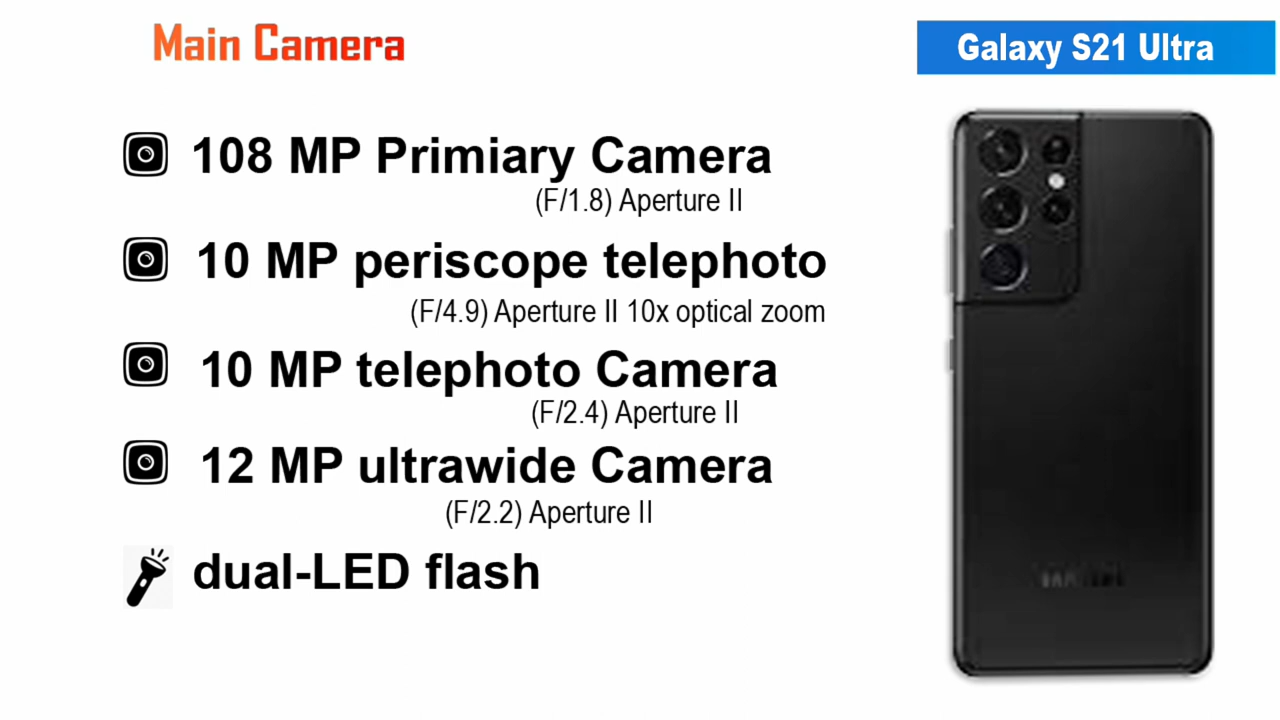 Main Camera
Galaxy S21 Ultra
108 MP Primiary Camera
(F/1.8) Aperture II
10 MP periscope telephoto
(F/4.9) Aperture II 10x optical zoom
10 MP telephoto Camera
(F/2.4) Aperture II
12 MP ultrawide Camera
(F/2.2) Aperture II
dual-LED flash